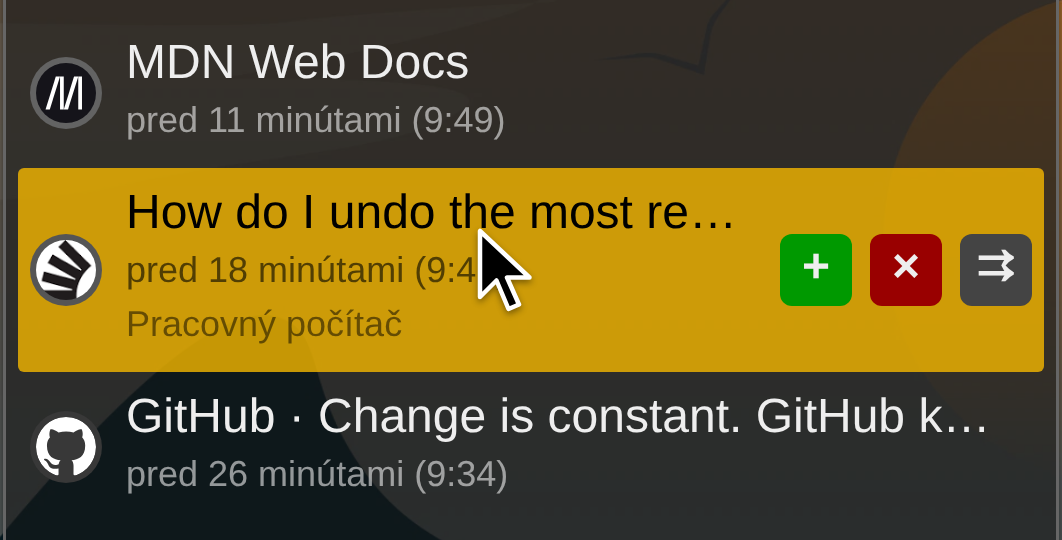 MDN Web Docs
pred 11 minútami (9:49)
How do I undo the most re…
pred 18 minútami (9:4
Pracovný počítač
GitHub · Change is constant. GitHub k…
pred 26 minútami (9:34)